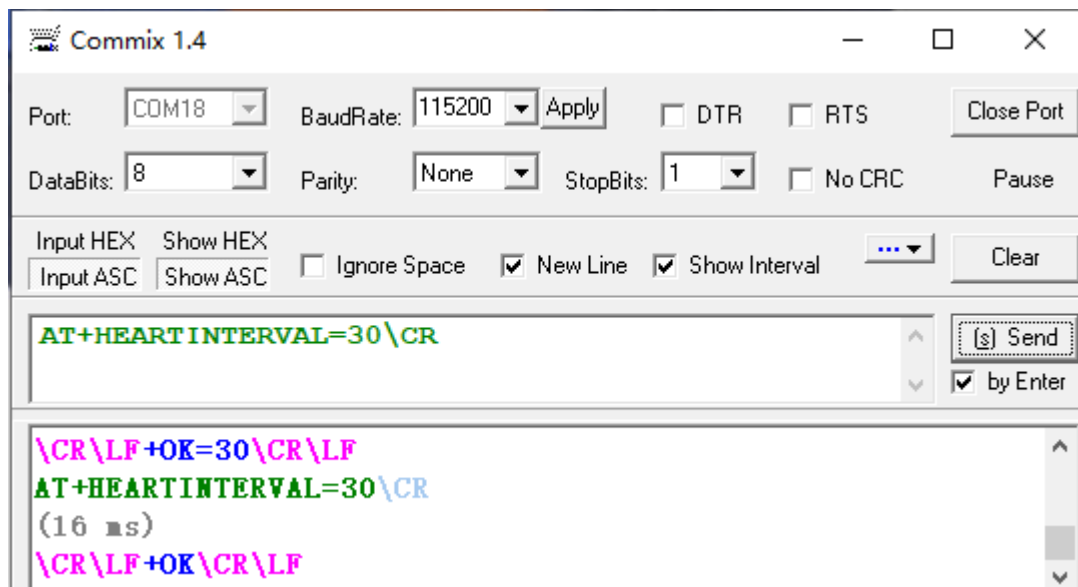 Commix 1.4
Port: COM18 BaudRate: 115200 Apply DTR RTS Close Port
DataBits: 8 Parity: None StopBits: 1 No CRC Pause
Input HEX Show HEX
Input ASC Show ASC Ignore Space New Line Show Interval ... Clear
AT+HEARTINTERVAL=30\CR
(s) Send
by Enter
\CR\LF+OK=30\CR\LF
AT+HEARTINTERVAL=30\CR
(16 ms)
\CR\LF+OK\CR\LF